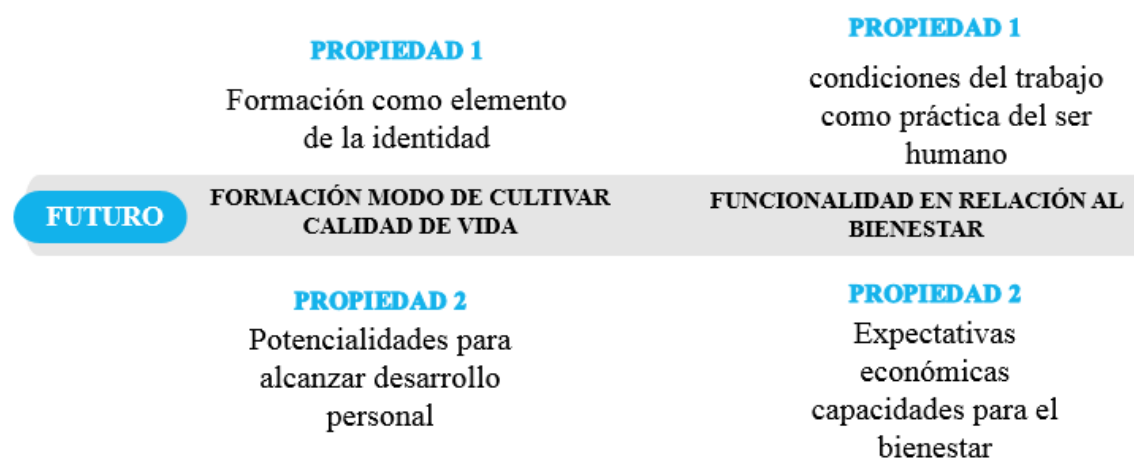 PROPIEDAD 1
Formación como elemento
de la identidad
PROPIEDAD 1
condiciones del trabajo
como práctica del ser
humano
FUTURO
FORMACIÓN MODO DE CULTIVAR
CALIDAD DE VIDA
FUNCIONALIDAD EN RELACIÓN AL
BIENESTAR
PROPIEDAD 2
Potencialidades para
alcanzar desarrollo
personal
PROPIEDAD 2
Expectativas
económicas
capacidades para el
bienestar